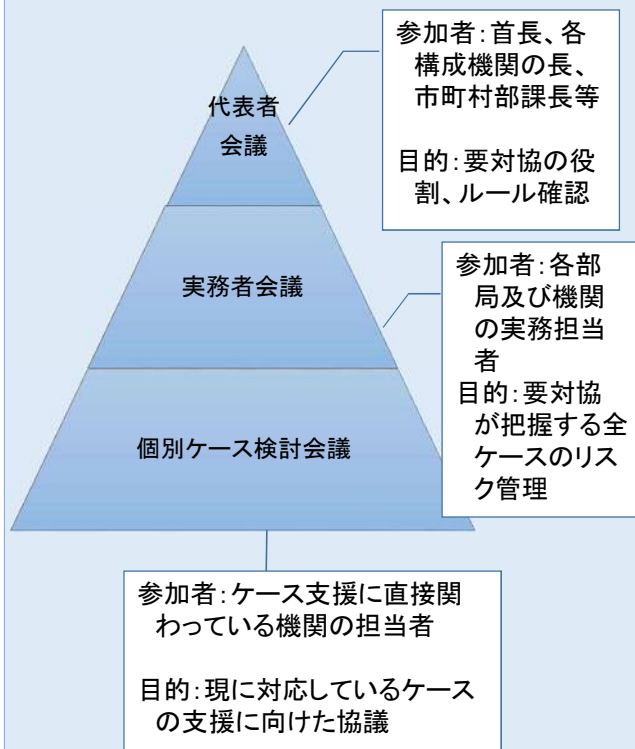 代表者
会議
参加者：首長、各
構成機関の長、
市町村部課長等
目的：要対協の役
割、ルール確認
実務者会議
参加者：各部
局及び機関
の実務担当
者
目的：要対協
が把握する全
ケースのリス
ク管理
個別ケース検討会議
参加者：ケース支援に直接関
わっている機関の担当者
目的：現に対応しているケース
の支援に向けた協議